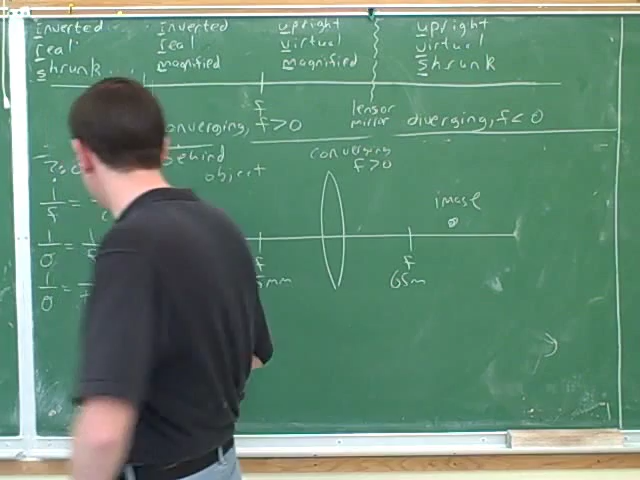 Inverted Inverted upright upright
real real virtual virtual
Shrunk magnified magnified Shrunk
f lens or mirror
converging, f>0 diverging, f<0
behind converging
object f>0
image
1/f =
1/o =
1/o =
f f
mm 65m